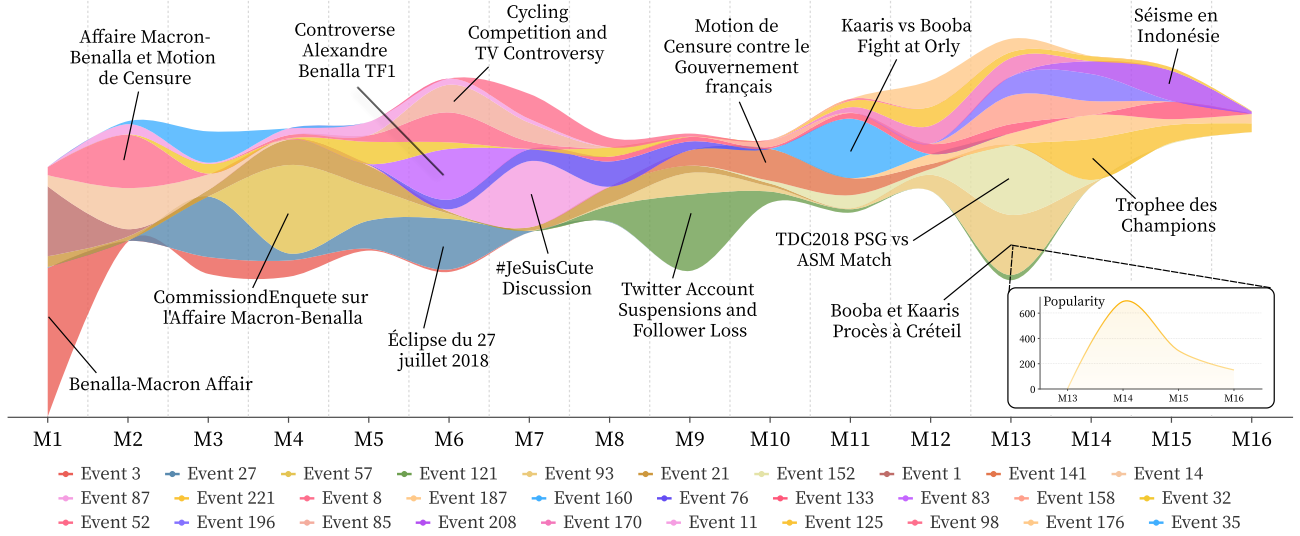 Affaire Macron-
Benalla et Motion
de Censure
Controverse
Alexandre
Benalla TF1
Cycling
Competition and
TV Controversy
Motion de
Censure contre le
Gouvernement
français
Kaaris vs Booba
Fight at Orly
Séisme en
Indonésie
CommissiondEnquete sur
l'Affaire Macron-Benalla
Benalla-Macron Affair
Éclipse du 27
juillet 2018
#JeSuisCute
Discussion
Twitter Account
Suspensions and
Follower Loss
TDC2018 PSG vs
ASM Match
Booba et Kaaris
Procès à Créteil
Trophee des
Champions
Popularity
600
400
200
0
M13 M14 M15 M16
M1 M2 M3 M4 M5 M6 M7 M8 M9 M10 M11 M12 M13 M14 M15 M16
Event 3 Event 27 Event 57 Event 121 Event 93 Event 21 Event 152 Event 1 Event 141 Event 14
Event 87 Event 221 Event 8 Event 187 Event 160 Event 76 Event 133 Event 83 Event 158 Event 32
Event 52 Event 196 Event 85 Event 208 Event 170 Event 11 Event 125 Event 98 Event 176 Event 35